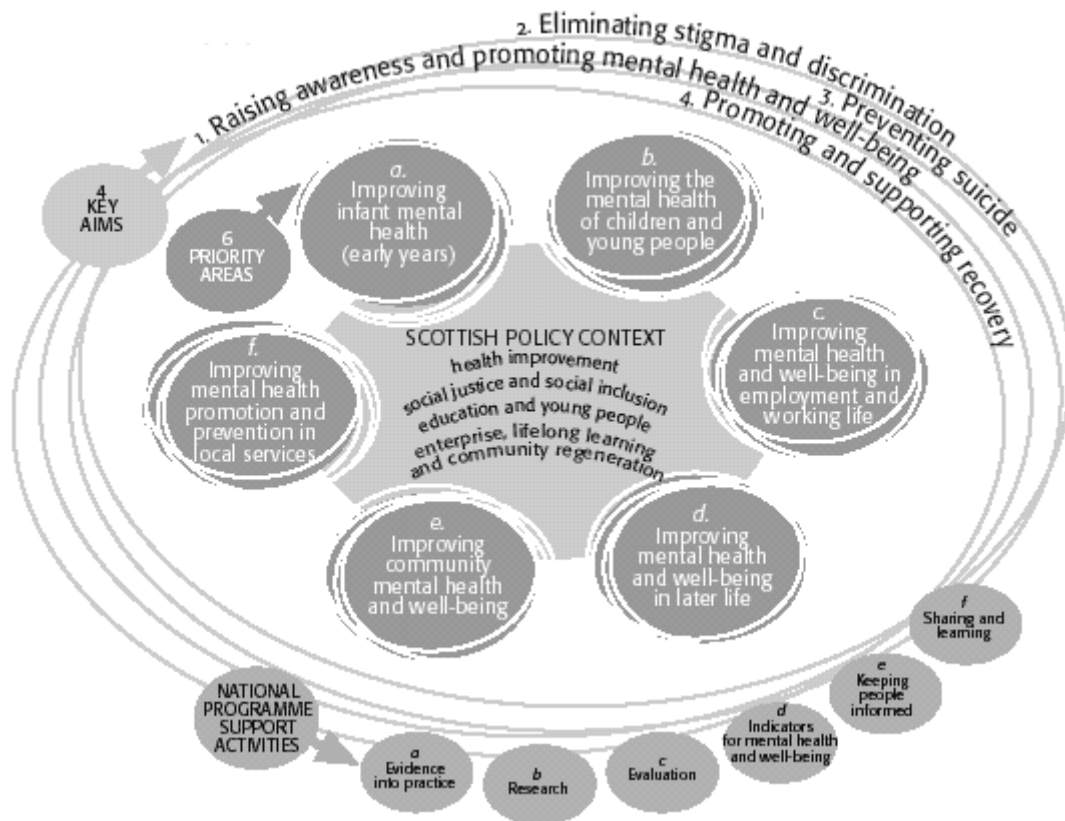 2. Eliminating stigma and discrimination
1. Raising awareness and promoting mental health and well-being
3. Preventing suicide
4. Promoting and supporting recovery
4
KEY
AIMS
6
PRIORITY
AREAS
a.
Improving
infant mental
health
(early years)
b.
Improving the
mental health
of children and
young people
c.
Improving
mental health
and well-being in
employment and
working life
d.
Improving
mental health
and well-being
in later life
e.
Improving
community
mental health
and well-being
f.
Improving
mental health
promotion and
prevention in
local services
SCOTTISH POLICY CONTEXT
health improvement
social justice and social inclusion
education and young people
enterprise, lifelong learning
and community regeneration
NATIONAL
PROGRAMME
SUPPORT
ACTIVITIES
a
Evidence
into practice
b
Research
c
Evaluation
d
Indicators
for mental health
and well-being
e
Keeping
people
informed
f
Sharing and
learning